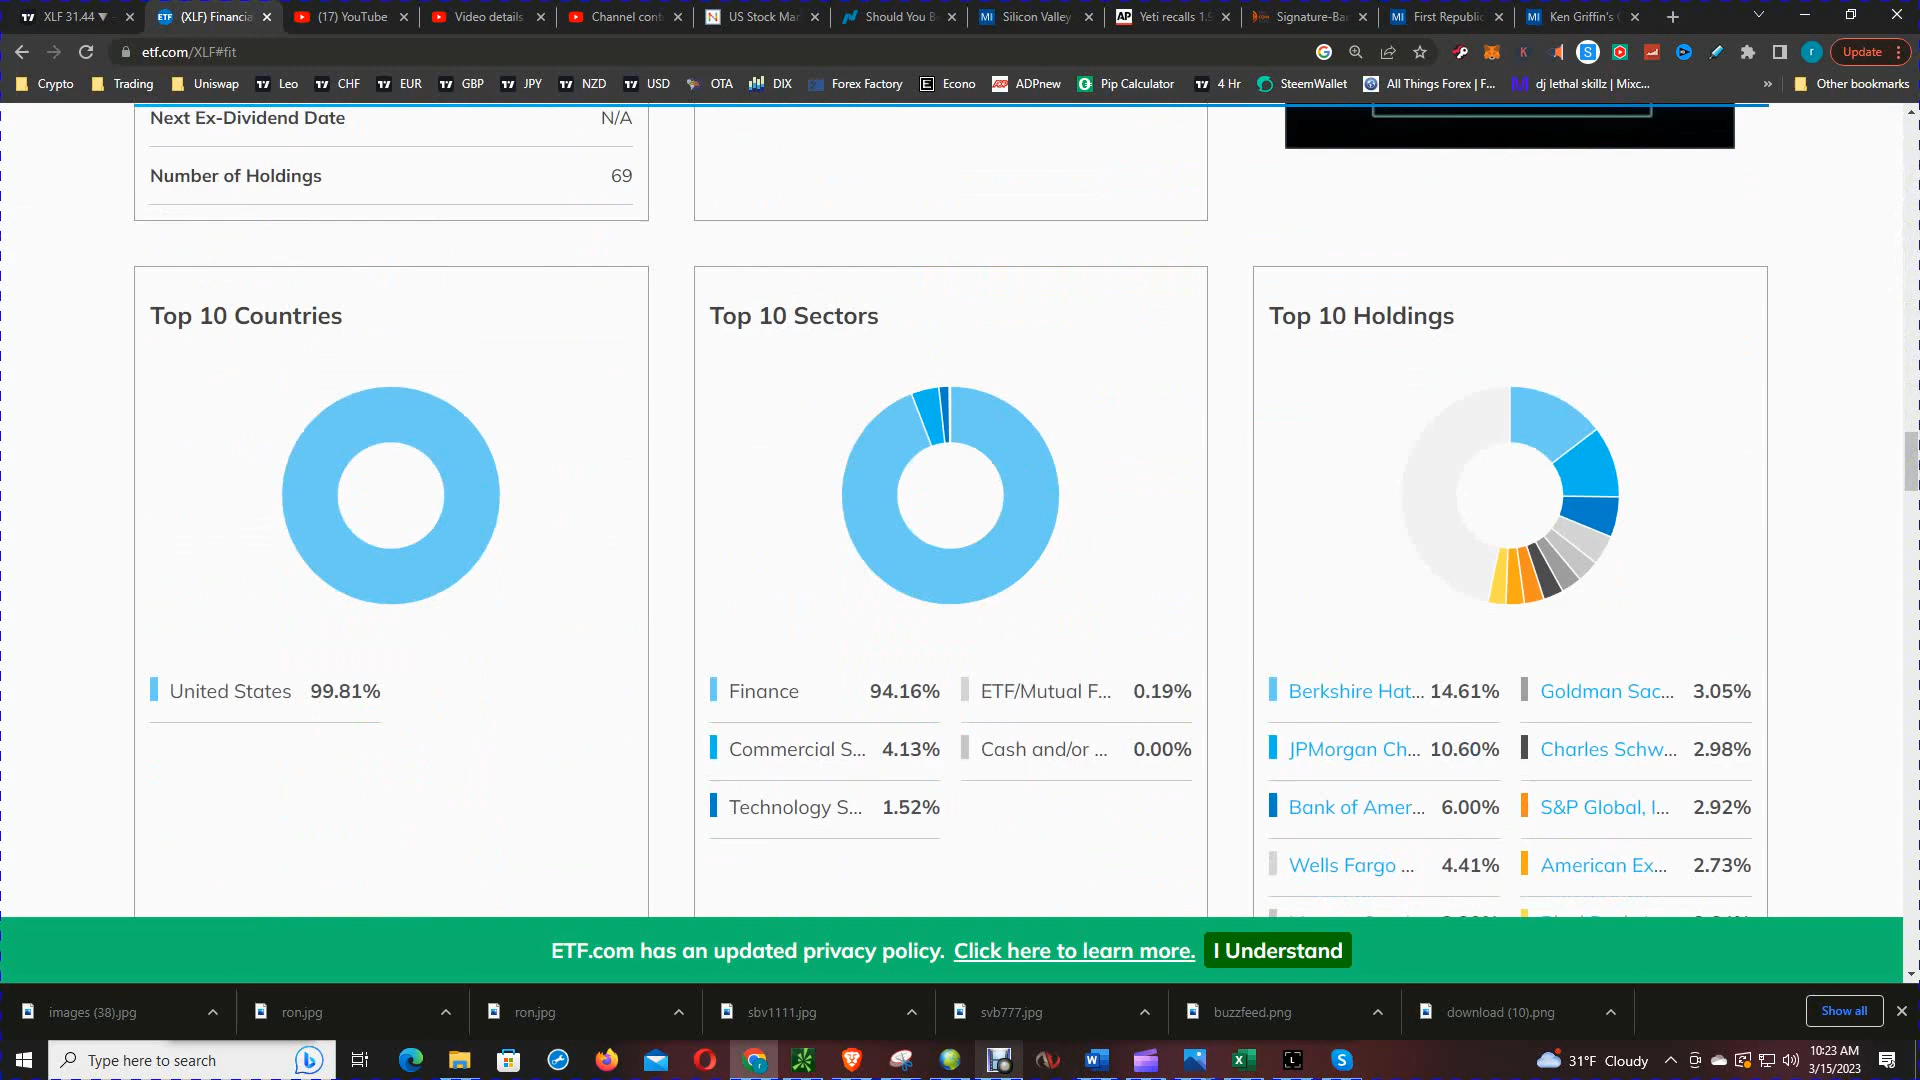 XLF 31.44 ▼
(XLF) Financia
(17) YouTube
Video details
Channel cont
US Stock Mar
Should You B
Silicon Valley
Yeti recalls 1.9
Signature-Ban
First Republic
Ken Griffin's C
etf.com/XLF#fit
Update
Crypto
Trading
Uniswap
Leo
CHF
EUR
GBP
JPY
NZD
USD
OTA
DIX
Forex Factory
Econo
ADPnew
Pip Calculator
4 Hr
SteemWallet
All Things Forex | F...
dj lethal skillz | Mixc...
»
Other bookmarks
Next Ex-Dividend Date N/A
Number of Holdings 69
Top 10 Countries
United States 99.81%
Top 10 Sectors
Finance 94.16%
ETF/Mutual F... 0.19%
Commercial S... 4.13%
Cash and/or ... 0.00%
Technology S... 1.52%
Top 10 Holdings
Berkshire Hat... 14.61%
Goldman Sac... 3.05%
JPMorgan Ch... 10.60%
Charles Schw... 2.98%
Bank of Amer... 6.00%
S&P Global, I... 2.92%
Wells Fargo ... 4.41%
American Ex... 2.73%
ETF.com has an updated privacy policy. Click here to learn more. I Understand
images (38).jpg
ron.jpg
ron.jpg
sbv1111.jpg
svb777.jpg
buzzfeed.png
download (10).png
Show all
Type here to search
31°F Cloudy
10:23 AM
3/15/2023